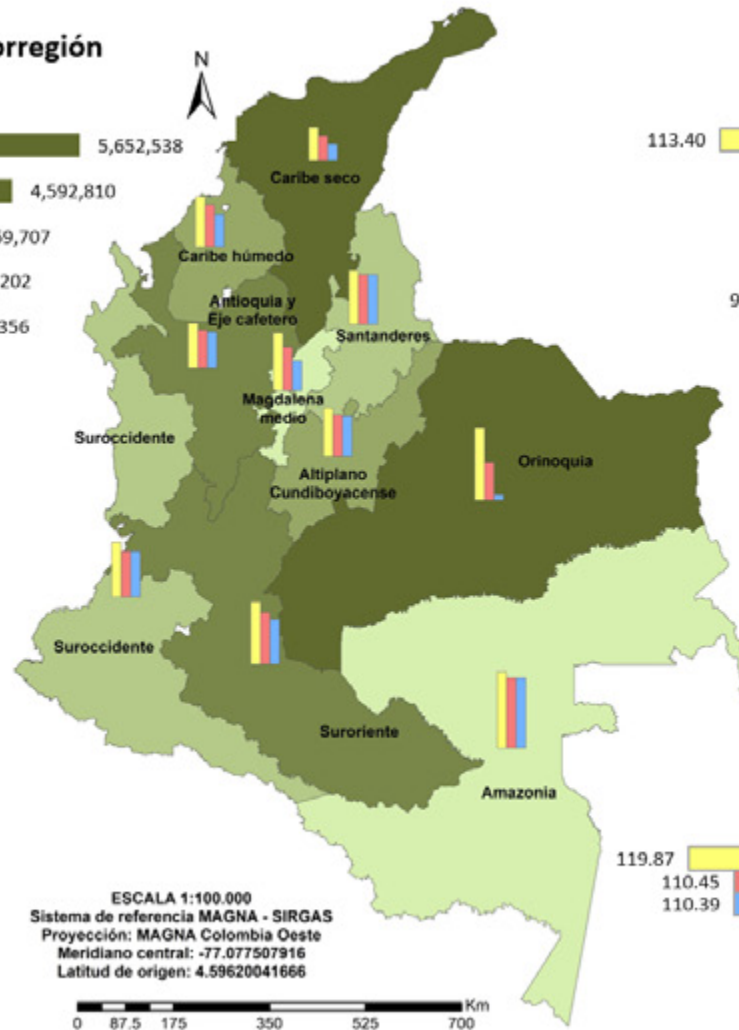 orregión
N
5,652,538
4,592,810
9,707
202
356
113.40
9
Caribe seco
Caribe húmedo
Antioquia y
Eje cafetero
Santanderes
Magdalena
medio
Suroccidente
Altiplano
Cundiboyacense
Orinoquia
Suroccidente
Suroriente
Amazonia
119.87
110.45
110.39
ESCALA 1:100.000
Sistema de referencia MAGNA - SIRGAS
Proyección: MAGNA Colombia Oeste
Meridiano central: -77.077507916
Latitud de origen: 4.59620041666
Km
0 87.5 175 350 525 700